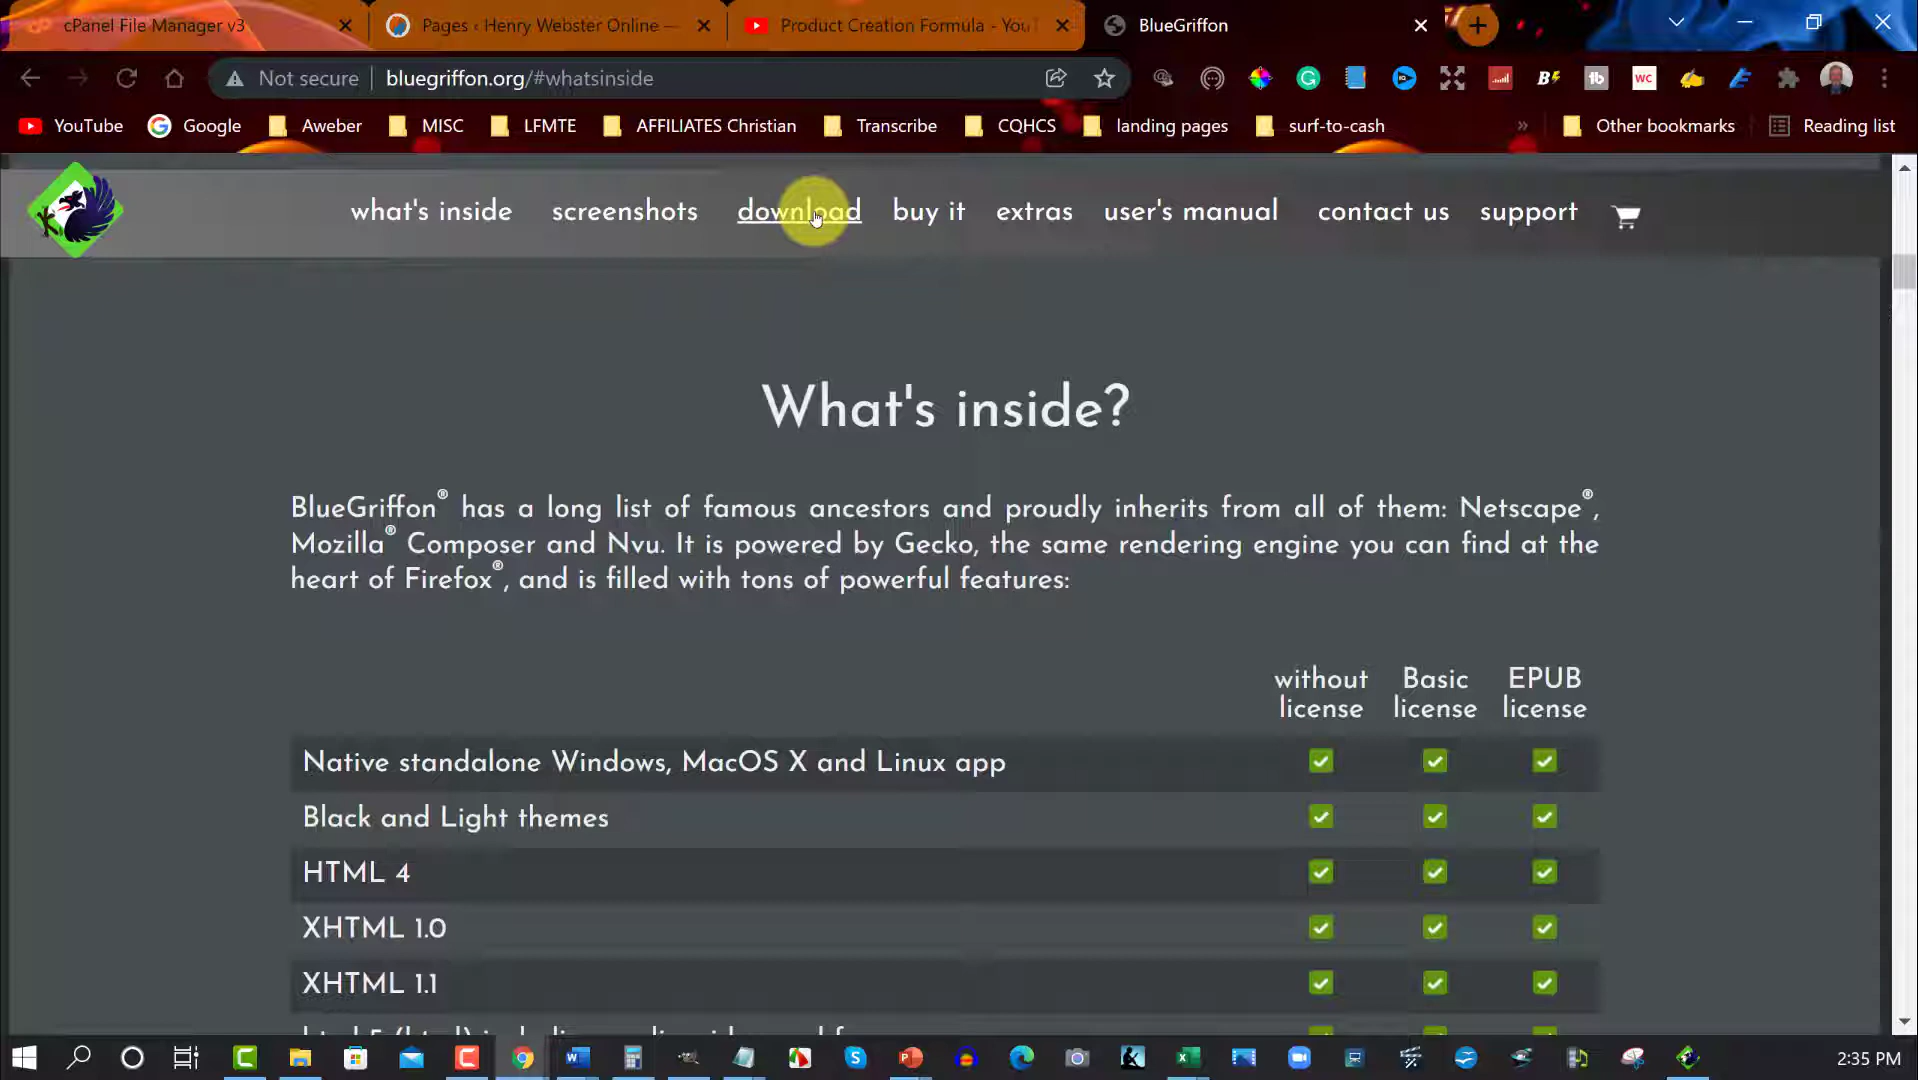 cPanel File Manager v3
Pages ‹ Henry Webster Online —
Product Creation Formula - YouT
BlueGriffon
Not secure
bluegriffon.org/#whatsinside
YouTube
Google
Aweber
MISC
LFMTE
AFFILIATES Christian
Transcribe
CQHCS
landing pages
surf-to-cash
»
Other bookmarks
Reading list
what's inside
screenshots
download
buy it
extras
user's manual
contact us
support
What's inside?
BlueGriffon® has a long list of famous ancestors and proudly inherits from all of them: Netscape®,
Mozilla® Composer and Nvu. It is powered by Gecko, the same rendering engine you can find at the
heart of Firefox®, and is filled with tons of powerful features:
without license
Basic license
EPUB license
Native standalone Windows, MacOS X and Linux app
Black and Light themes
HTML 4
XHTML 1.0
XHTML 1.1
2:35 PM